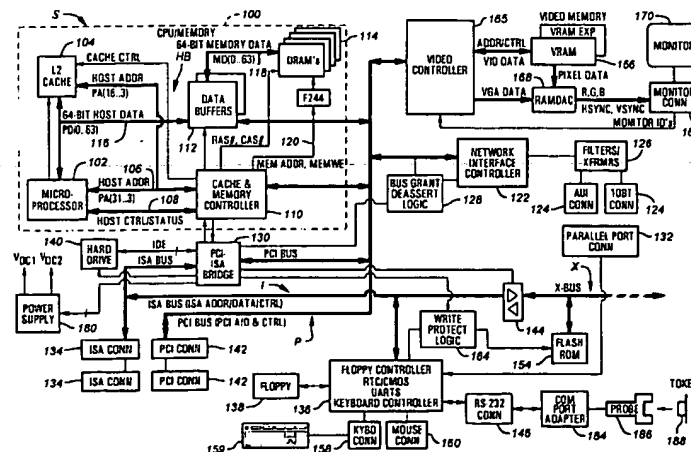 S
100
CPU/MEMORY
64-BIT MEMORY DATA
MD(0..63)
HB
104
L2
CACHE
CACHE CTRL
HOST ADDR
PA(16..3)
64-BIT HOST DATA
PD(0..63)
116
DATA
BUFFERS
112
118
DRAM's
114
F244
RAS#, CAS#
120
MEM ADDR, MEMWE
102
MICRO-
PROCESSOR
106
HOST ADDR
PA(31..3)
108
HOST CTRL/STATUS
CACHE &
MEMORY
CONTROLLER
110
165
VIDEO
CONTROLLER
VIDEO MEMORY
VRAM EXP
VRAM
166
ADDR/CTRL
VID DATA
PIXEL DATA
168
VGA DATA
RAMDAC
R,G,B
HSYNC, VSYNC
MONITOR ID's
170
MONITOR
MONITOR
CONN
NETWORK
INTERFACE
CONTROLLER
122
FILTERS/
XFRMRS
126
AUI
CONN
124
10BT
CONN
124
BUS GRANT
DEASSERT
LOGIC
128
PARALLEL PORT
CONN
132
VDC1 VDC2
140
HARD
DRIVE
IDE
ISA BUS
130
PCI-
ISA
BRIDGE
PCI BUS
I
X
X-BUS
ISA BUS (ISA ADDR/DATA/CTRL)
144
POWER
SUPPLY
180
PCI BUS (PCI A/D & CTRL)
P
WRITE
PROTECT
LOGIC
164
FLASH
ROM
154
134
ISA CONN
PCI CONN
142
134
ISA CONN
PCI CONN
142
FLOPPY
138
FLOPPY CONTROLLER
RTC/CMOS
UARTS
KEYBOARD CONTROLLER
136
159
KYBD
CONN
158
MOUSE
CONN
160
RS-232
CONN
146
COM
PORT
ADAPTER
184
PROBE
186
188